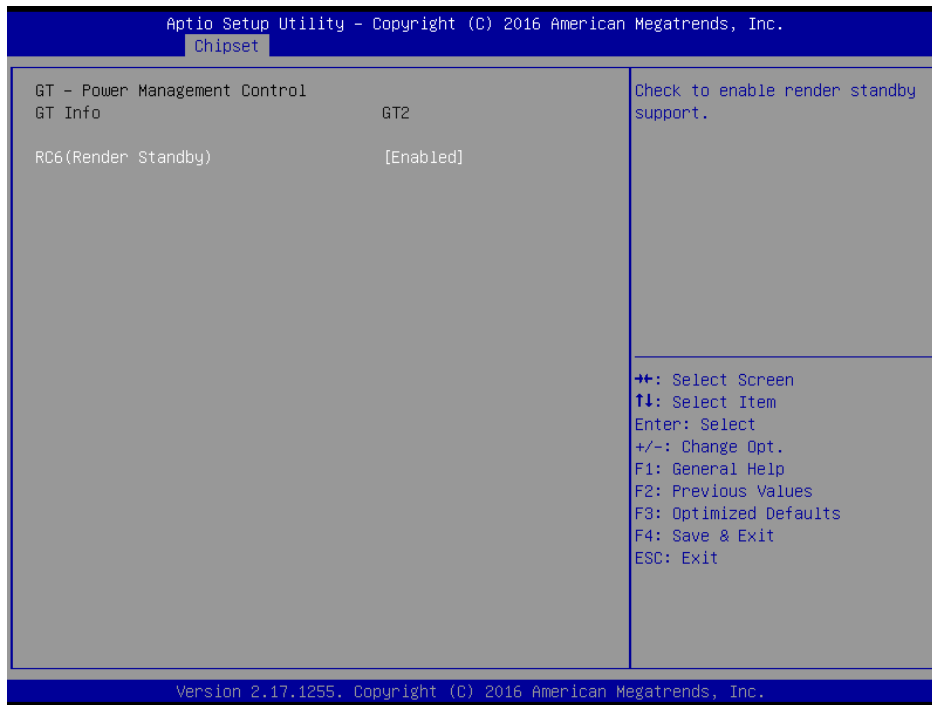 Aptio Setup Utility – Copyright (C) 2016 American Megatrends, Inc.
Chipset
GT – Power Management Control
GT Info GT2
RC6(Render Standby) [Enabled]
Check to enable render standby
support.
→←: Select Screen
↑↓: Select Item
Enter: Select
+/-: Change Opt.
F1: General Help
F2: Previous Values
F3: Optimized Defaults
F4: Save & Exit
ESC: Exit
Version 2.17.1255. Copyright (C) 2016 American Megatrends, Inc.